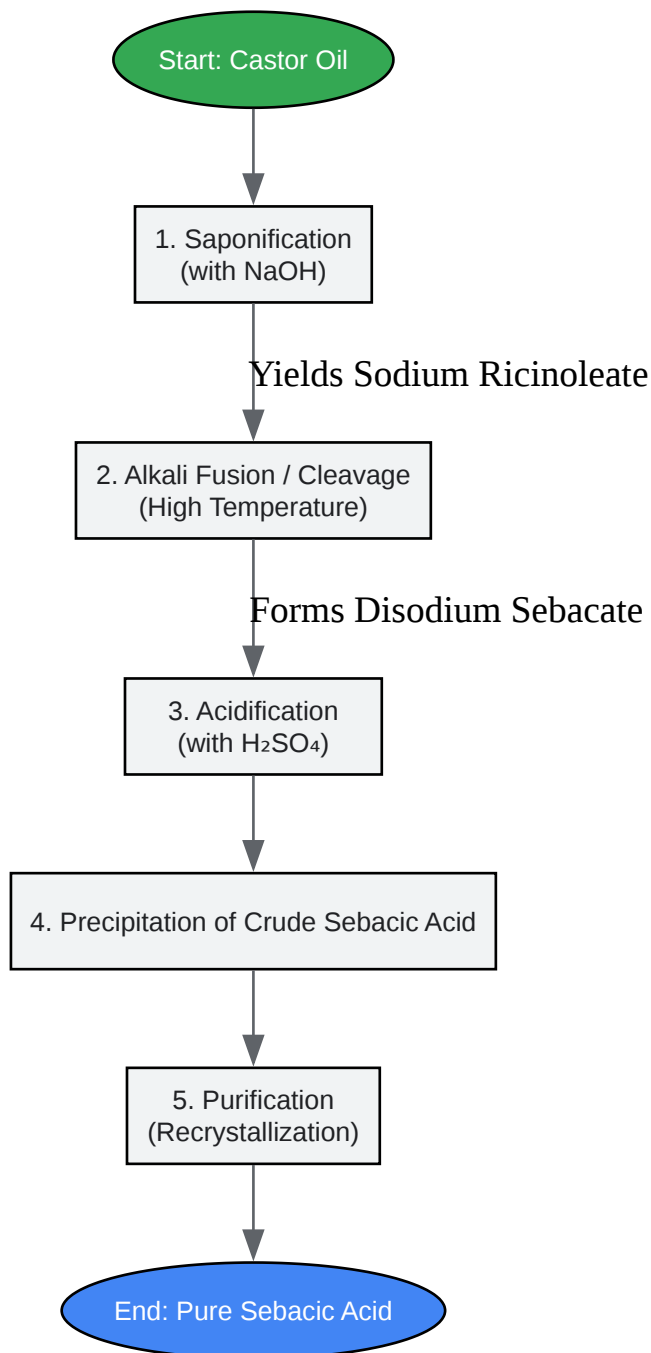 Start: Castor Oil
1. Saponification
(with NaOH)
Yields Sodium Ricinoleate
2. Alkali Fusion / Cleavage
(High Temperature)
Forms Disodium Sebacate
3. Acidification
(with H₂SO₄)
4. Precipitation of Crude Sebacic Acid
5. Purification
(Recrystallization)
End: Pure Sebacic Acid